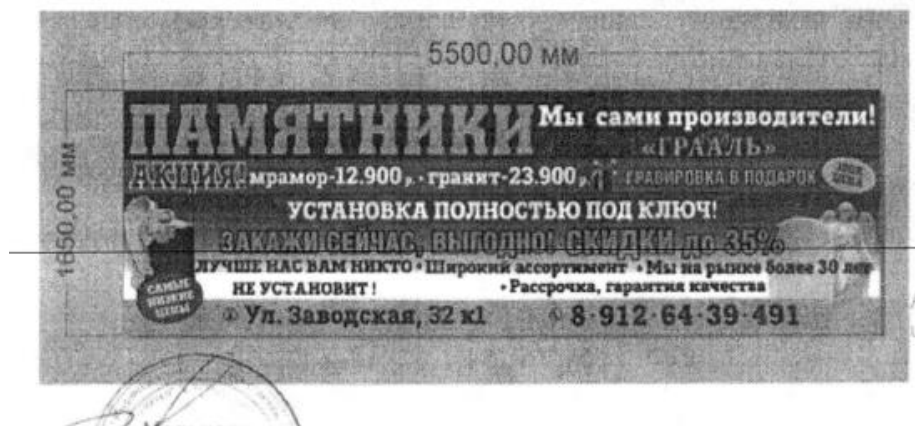 5500,00 мм
1650,00 мм
ПАМЯТНИКИ
Мы сами производители!
«ГРААЛЬ»
АКЦИЯ! мрамор-12.900 р. · гранит-23.900 р.
ГРАВИРОВКА В ПОДАРОК
УСТАНОВКА ПОЛНОСТЬЮ ПОД КЛЮЧ!
ЗАКАЖИ СЕЙЧАС, ВЫГОДНО! СКИДКИ до 35%
ЛУЧШЕ НАС ВАМ НИКТО • Широкий ассортимент • Мы на рынке более 30 лет
НЕ УСТАНОВИТ! • Рассрочка, гарантия качества
САМЫЕ
НИЗКИЕ
ЦЕНЫ
Ул. Заводская, 32 к1
8-912-64-39-491